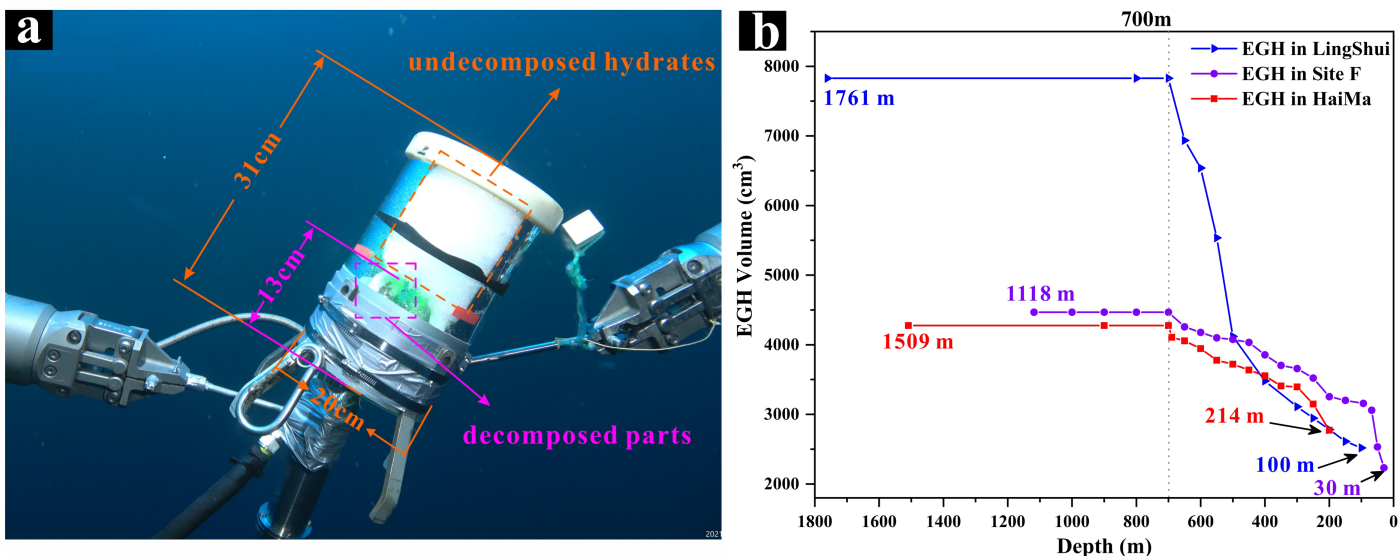 a
undecomposed hydrates
31cm
13cm
20cm
decomposed parts
2021
b
700m
EGH in LingShui
EGH in Site F
EGH in HaiMa
8000
7000
6000
5000
4000
3000
2000
EGH Volume (cm³)
1761 m
1118 m
1509 m
214 m
100 m
30 m
1800 1600 1400 1200 1000 800 600 400 200 0
Depth (m)